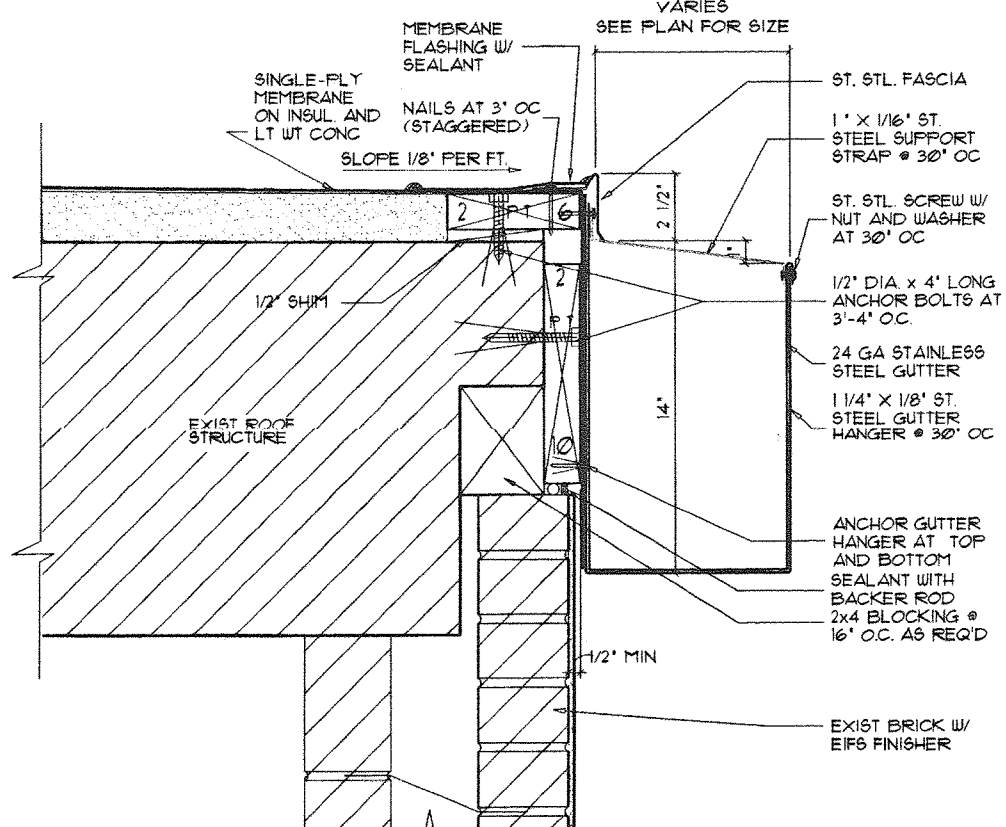 VARIES
SEE PLAN FOR SIZE
MEMBRANE
FLASHING W/
SEALANT
SINGLE-PLY
MEMBRANE
ON INSUL. AND
LT WT CONC
NAILS AT 3" OC
(STAGGERED)
SLOPE 1/8" PER FT.
ST. STL. FASCIA
1" X 1/16" ST.
STEEL SUPPORT
STRAP @ 30" OC
ST. STL. SCREW W/
NUT AND WASHER
AT 30" OC
1/2" DIA. x 4" LONG
ANCHOR BOLTS AT
3'-4" O.C.
24 GA STAINLESS
STEEL GUTTER
1 1/4" X 1/8" ST.
STEEL GUTTER
HANGER @ 30" OC
ANCHOR GUTTER
HANGER AT TOP
AND BOTTOM
SEALANT WITH
BACKER ROD
2x4 BLOCKING @
16" O.C. AS REQ'D
EXIST BRICK W/
EIFS FINISHER
2 PT 6
2 1/2"
1"
1/2" SHIM
2
PT
10
14"
EXIST ROOF
STRUCTURE
1/2" MIN